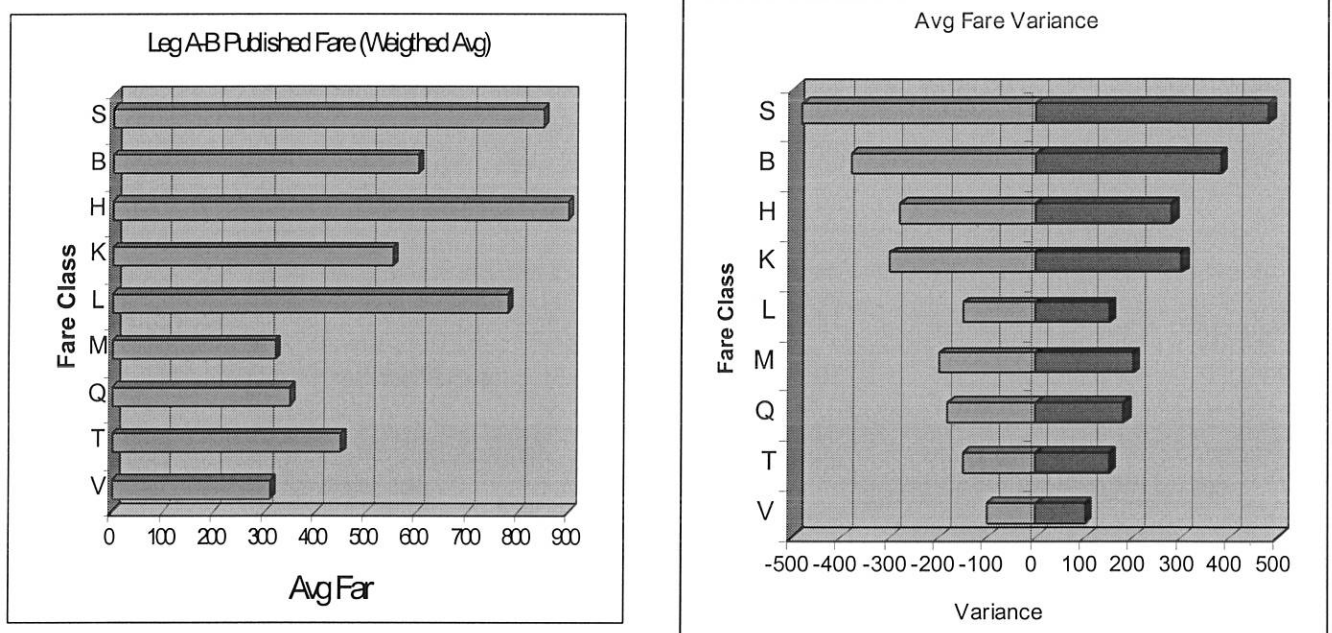 Leg A-B Published Fare (Weigthed Avg)
Fare Class
S
B
H
K
L
M
Q
T
V
0 100 200 300 400 500 600 700 800 900
Avg Far
Avg Fare Variance
Fare Class
S
B
H
K
L
M
Q
T
V
-500 -400 -300 -200 -100 0 100 200 300 400 500
Variance